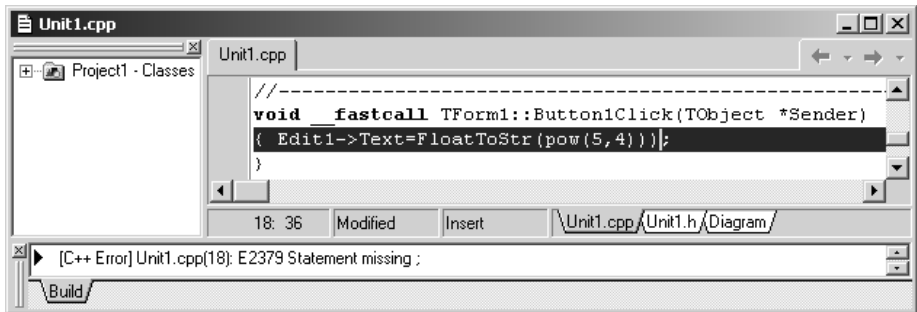 Unit1.cpp
Unit1.cpp
Project1 - Classes
//-----------------------------------------------------------
void __fastcall TForm1::Button1Click(TObject *Sender)
{ Edit1->Text=FloatToStr(pow(5,4)));
}
18: 36 Modified Insert \Unit1.cpp/Unit1.h/Diagram/
[C++ Error] Unit1.cpp(18): E2379 Statement missing ;
\Build/